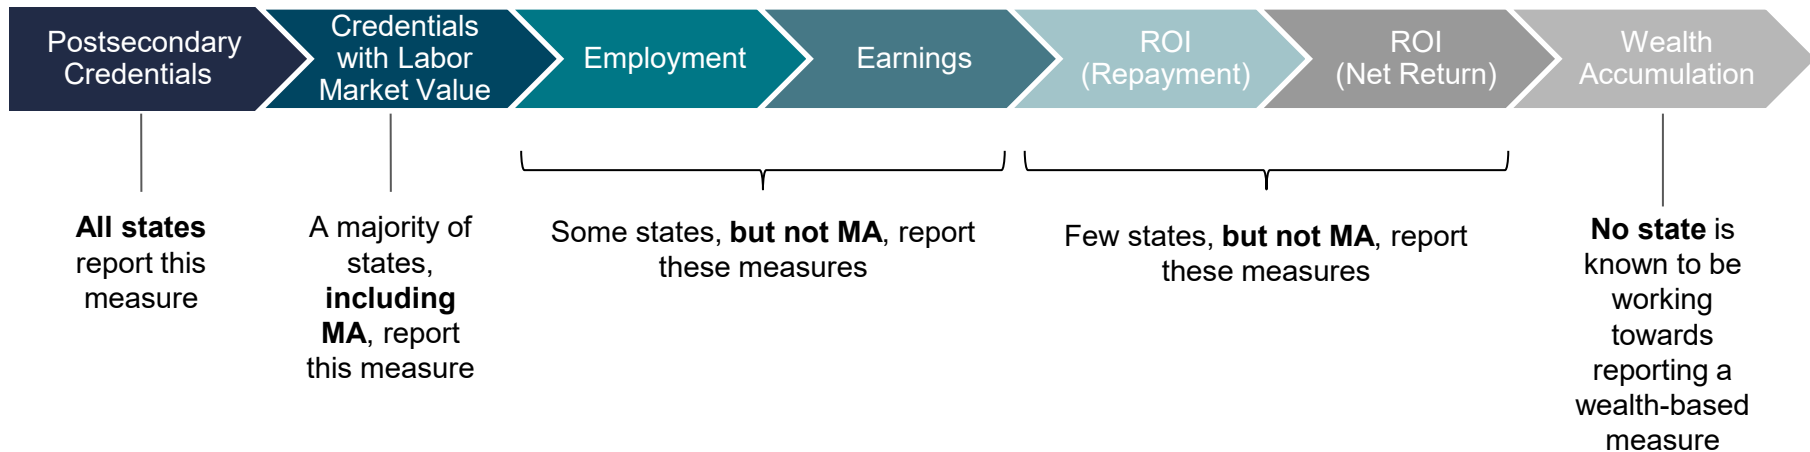 Postsecondary
Credentials
Credentials
with Labor
Market Value
Employment
Earnings
ROI
(Repayment)
ROI
(Net Return)
Wealth
Accumulation
All states
report this
measure
A majority of
states,
including
MA, report
this measure
Some states, but not MA, report
these measures
Few states, but not MA, report
these measures
No state is
known to be
working
towards
reporting a
wealth-based
measure